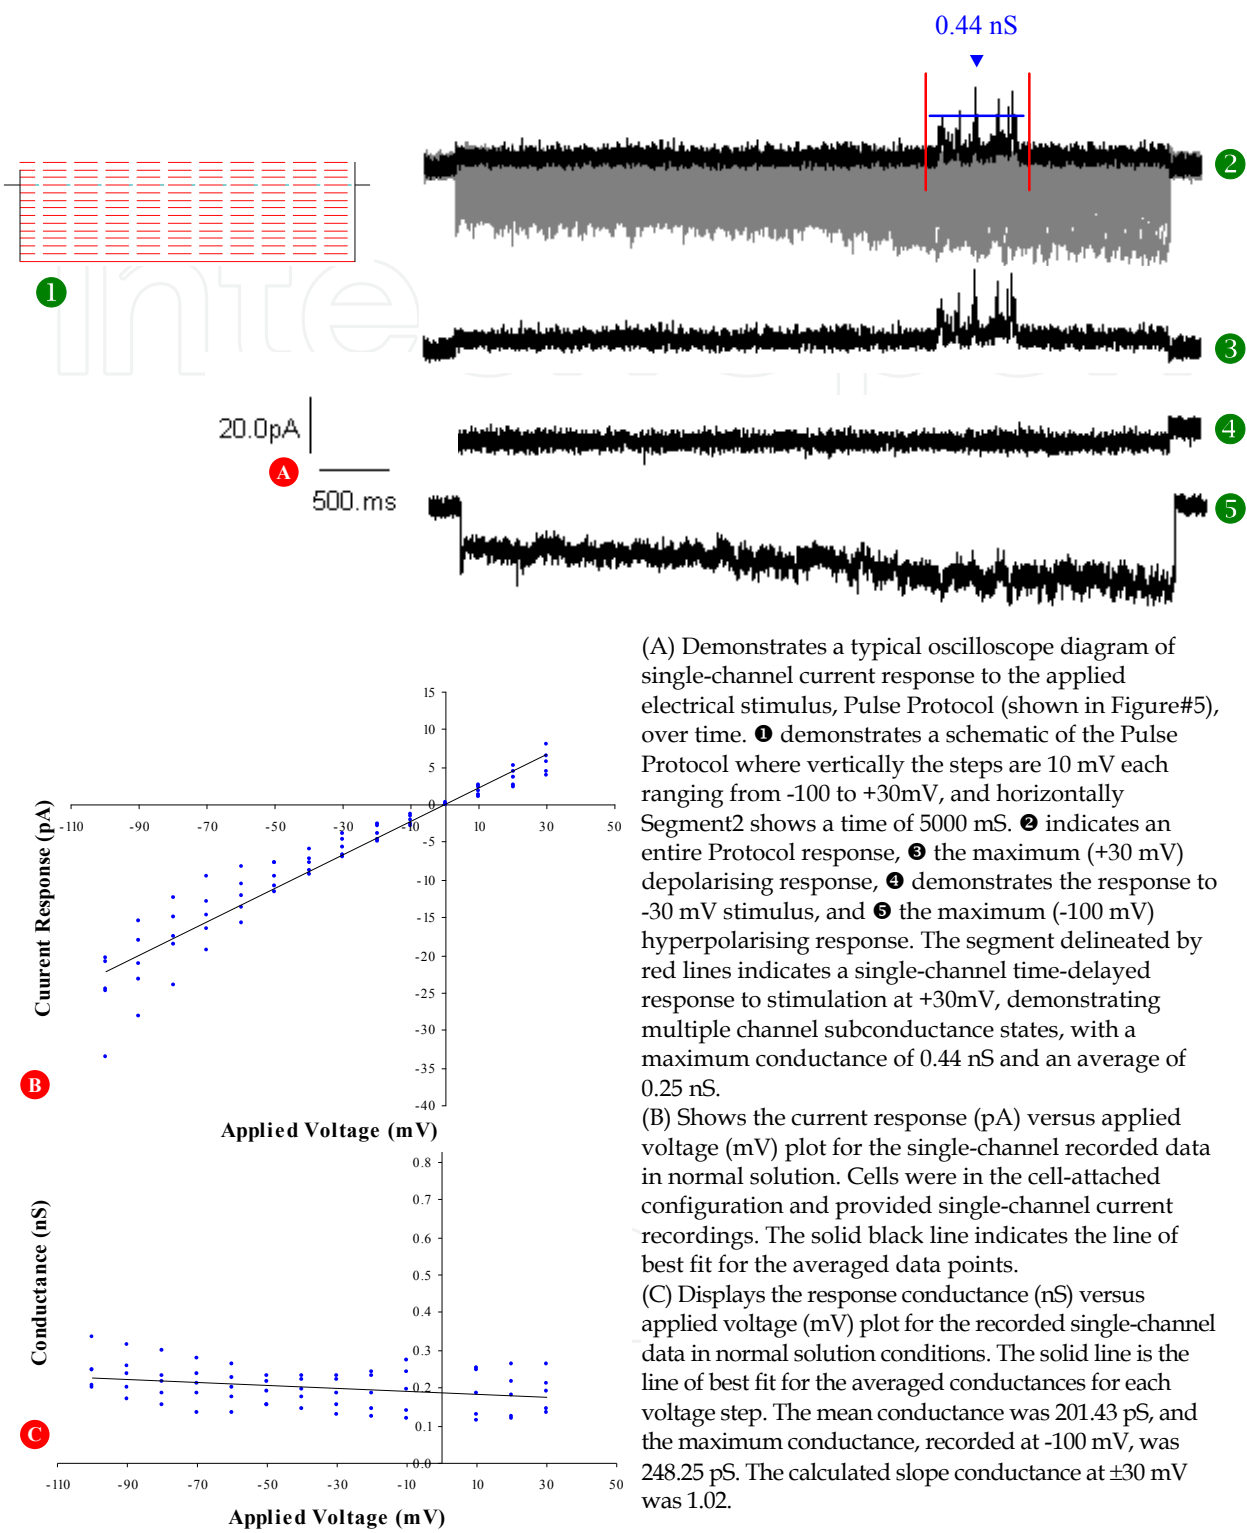 0.44 nS
2
1
3
20.0pA
A
500.ms
4
5
(A) Demonstrates a typical oscilloscope diagram of
single-channel current response to the applied
electrical stimulus, Pulse Protocol (shown in Figure#5),
over time. ❶ demonstrates a schematic of the Pulse
Protocol where vertically the steps are 10 mV each
ranging from -100 to +30mV, and horizontally
Segment2 shows a time of 5000 mS. ❷ indicates an
entire Protocol response, ❸ the maximum (+30 mV)
depolarising response, ❹ demonstrates the response to
-30 mV stimulus, and ❺ the maximum (-100 mV)
hyperpolarising response. The segment delineated by
red lines indicates a single-channel time-delayed
response to stimulation at +30mV, demonstrating
multiple channel subconductance states, with a
maximum conductance of 0.44 nS and an average of
0.25 nS.
(B) Shows the current response (pA) versus applied
voltage (mV) plot for the single-channel recorded data
in normal solution. Cells were in the cell-attached
configuration and provided single-channel current
recordings. The solid black line indicates the line of
best fit for the averaged data points.
(C) Displays the response conductance (nS) versus
applied voltage (mV) plot for the recorded single-channel
data in normal solution conditions. The solid line is the
line of best fit for the averaged conductances for each
voltage step. The mean conductance was 201.43 pS, and
the maximum conductance, recorded at -100 mV, was
248.25 pS. The calculated slope conductance at ±30 mV
was 1.02.
Cuurent Response (pA)
15
10
5
0
-5
-10
-15
-20
-25
-30
-35
-40
-110 -90 -70 -50 -30 -10 10 30 50
B
Applied Voltage (mV)
Conductance (nS)
0.8
0.7
0.6
0.5
0.4
0.3
0.2
0.1
0.0
-110 -90 -70 -50 -30 -10 10 30 50
C
Applied Voltage (mV)